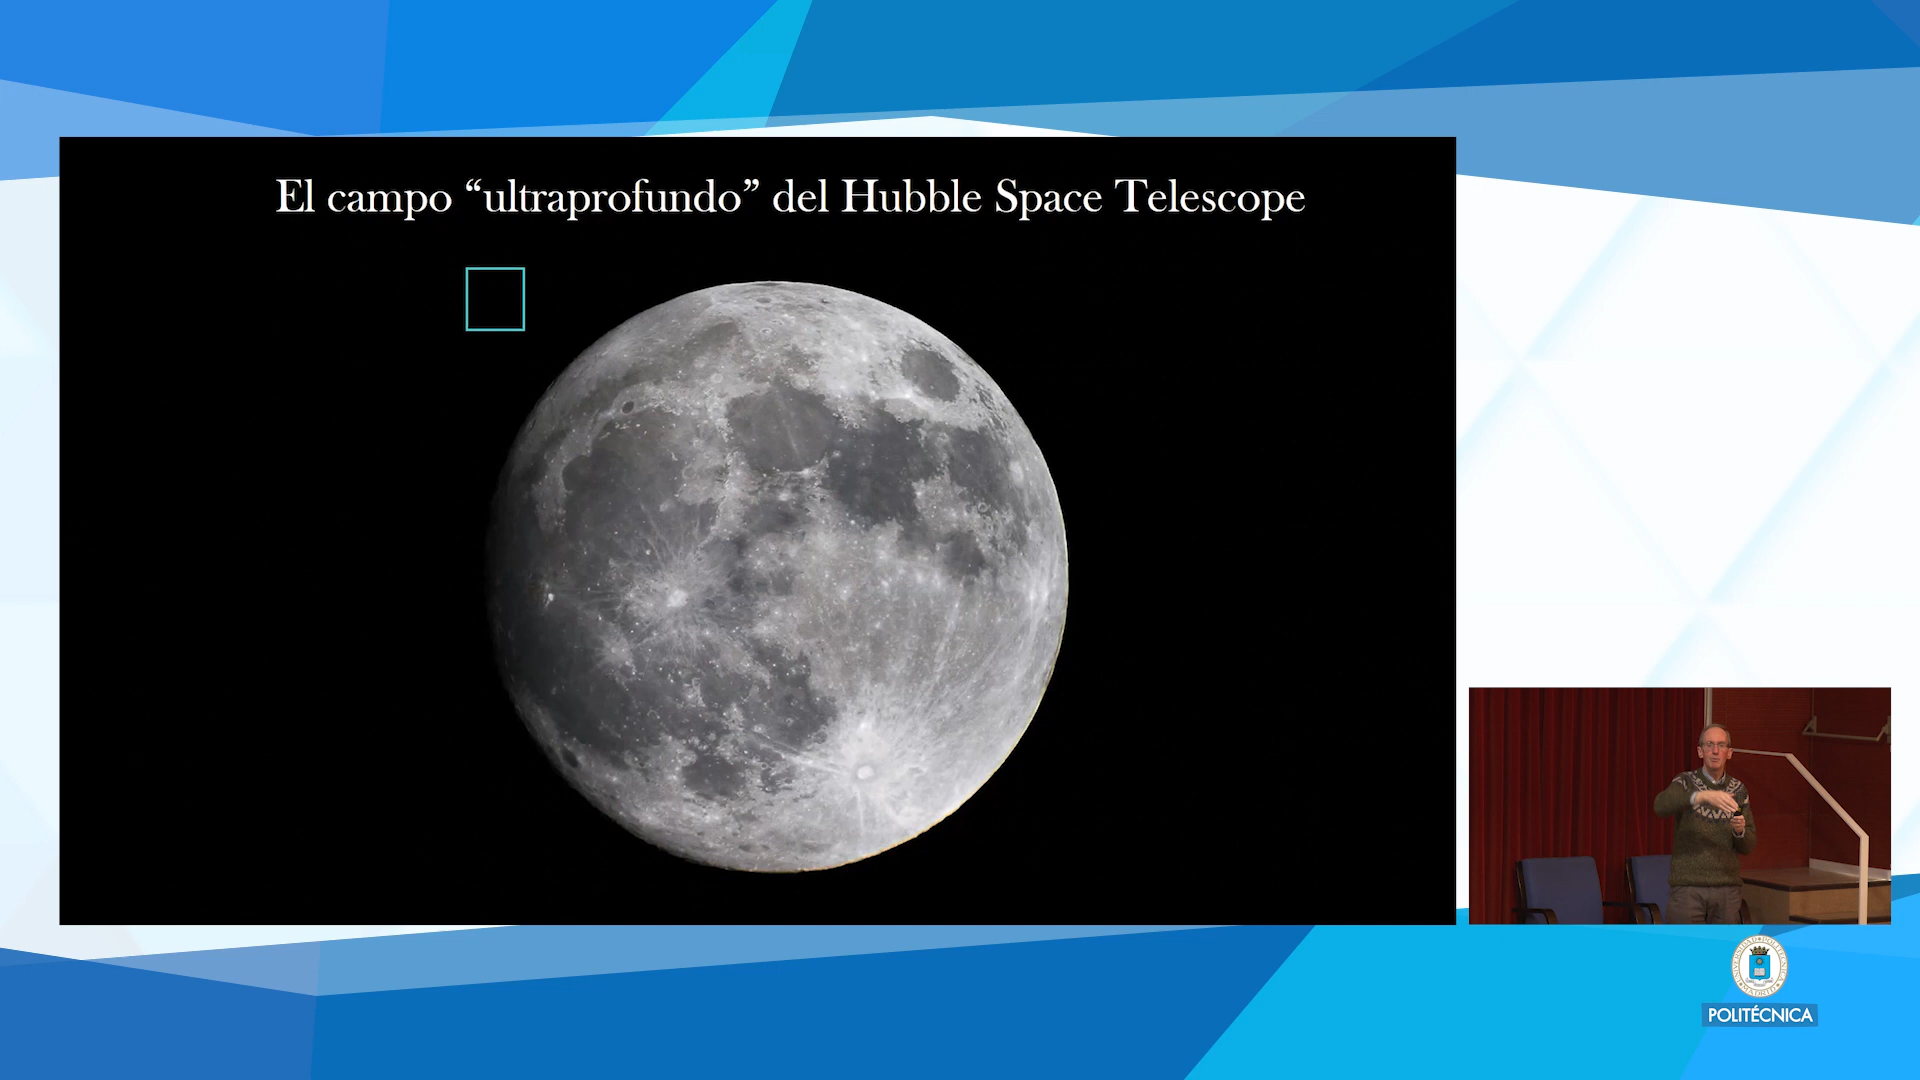 El campo “ultraprofundo” del Hubble Space Telescope
POLITÉCNICA